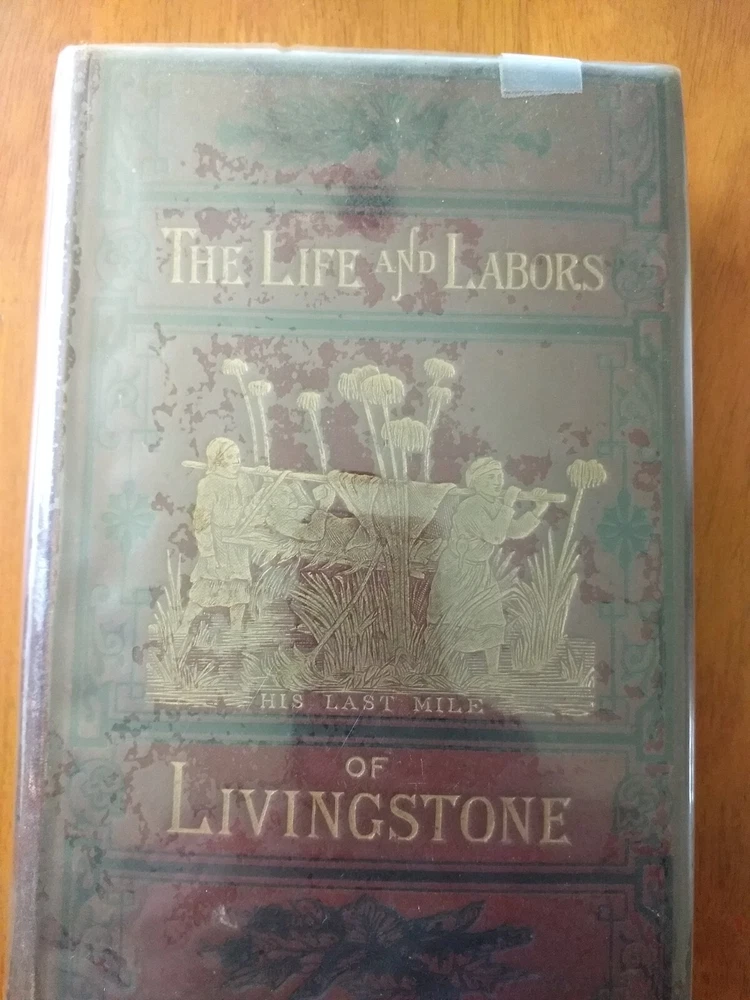 THE LIFE AND LABORS
HIS LAST MILE
OF
LIVINGSTONE